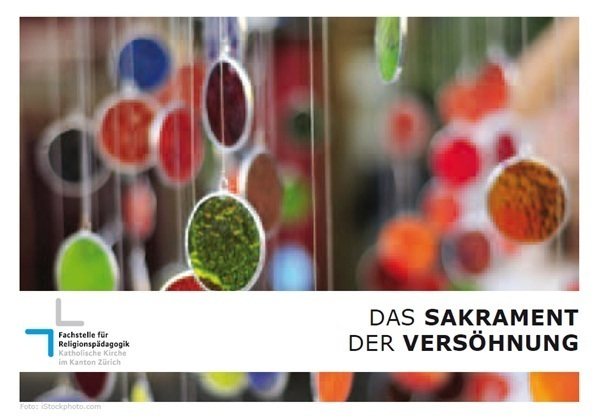 Fachstelle für
Religionspädagogik
Katholische Kirche
im Kanton Zürich
DAS SAKRAMENT
DER VERSÖHNUNG
Foto: iStockphoto.com